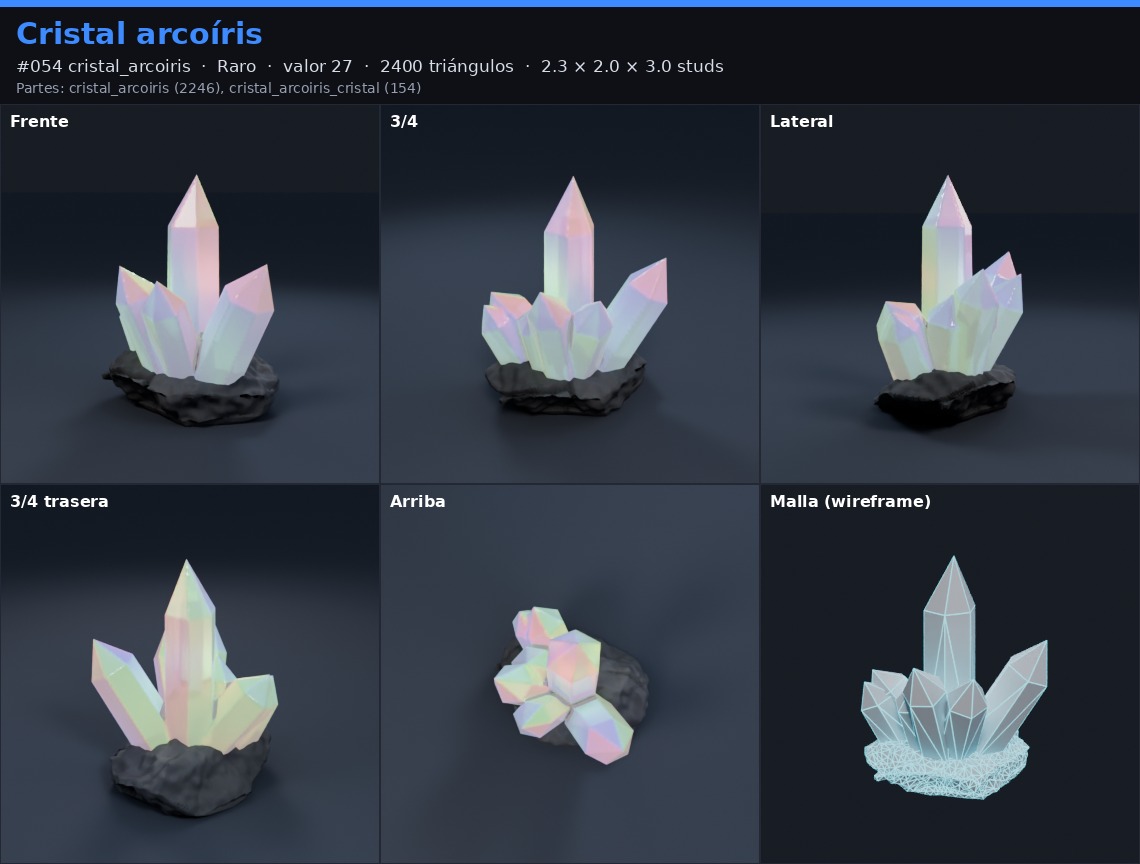 Cristal arcoíris
#054 cristal_arcoiris · Raro · valor 27 · 2400 triángulos · 2.3 × 2.0 × 3.0 studs
Partes: cristal_arcoiris (2246), cristal_arcoiris_cristal (154)
Frente
3/4
Lateral
3/4 trasera
Arriba
Malla (wireframe)